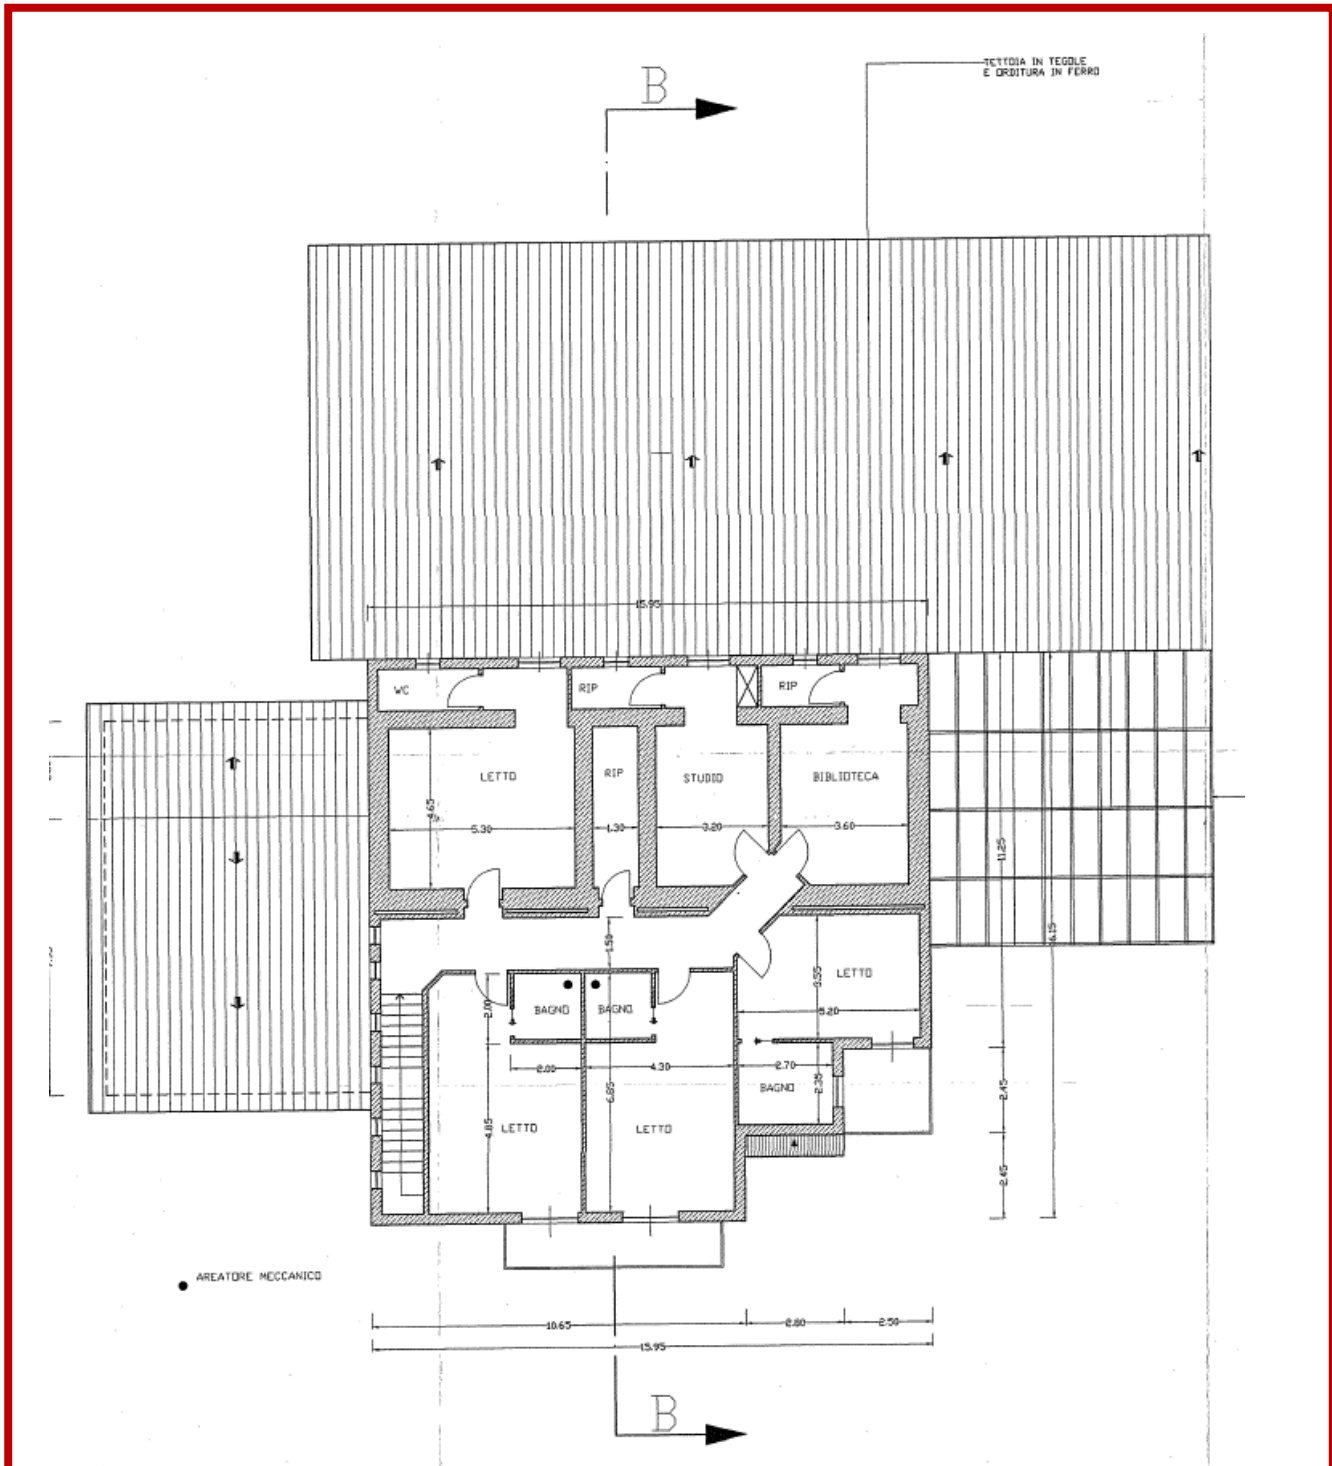 TETTOIA IN TEGOLE
E ORDITURA IN FERRO
B
15.95
WC
RIP
RIP
LETTO
RIP
STUDIO
BIBLIOTECA
4.65
5.30
1.30
3.20
3.60
11.25
16.15
1.50
3.55
LETTO
5.20
2.00
BAGNO
BAGNO
2.00
4.30
2.70
6.85
BAGNO
2.35
2.45
4.85
LETTO
LETTO
2.45
AREATORE MECCANICO
10.65
2.80
2.50
15.95
B